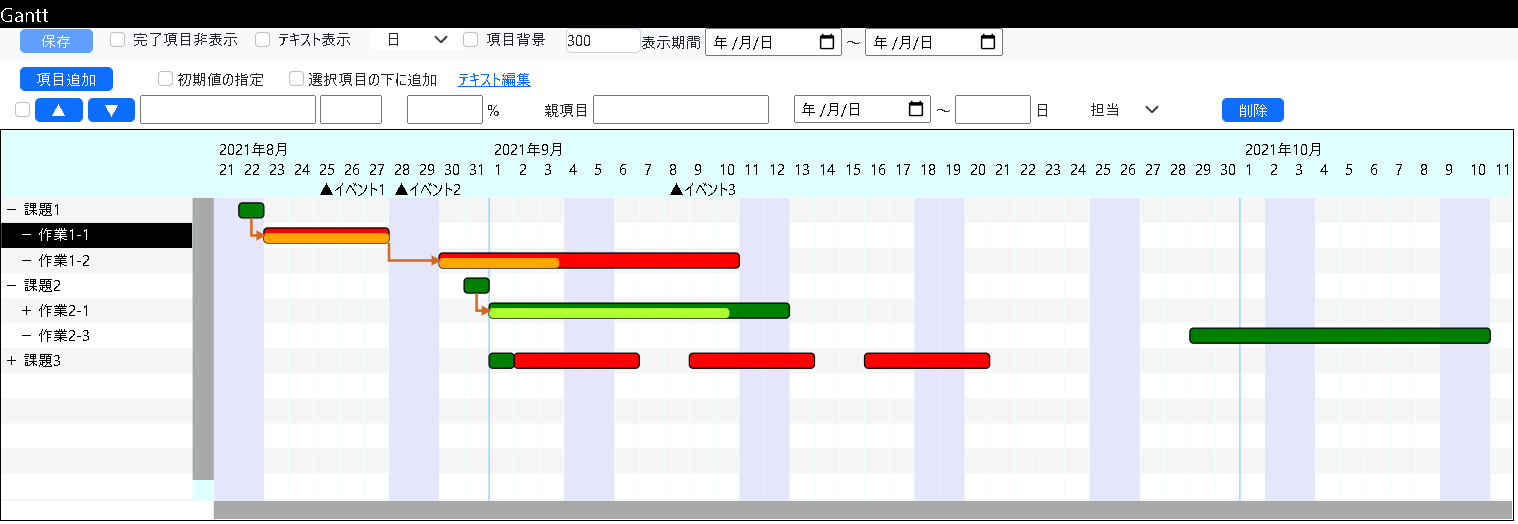 Gantt
保存 完了項目非表示 テキスト表示 日 項目背景 300 表示期間 年 /月/日 ～ 年 /月/日
項目追加 初期値の指定 選択項目の下に追加 テキスト編集
▲ ▼ % 親項目 年 /月/日 ～ 日 担当 削除
2021年8月 2021年9月 2021年10月
21 22 23 24 25 26 27 28 29 30 31 1 2 3 4 5 6 7 8 9 10 11 12 13 14 15 16 17 18 19 20 21 22 23 24 25 26 27 28 29 30 1 2 3 4 5 6 7 8 9 10 11
▲イベント1 ▲イベント2 ▲イベント3
− 課題1
− 作業1-1
− 作業1-2
− 課題2
+ 作業2-1
− 作業2-3
+ 課題3